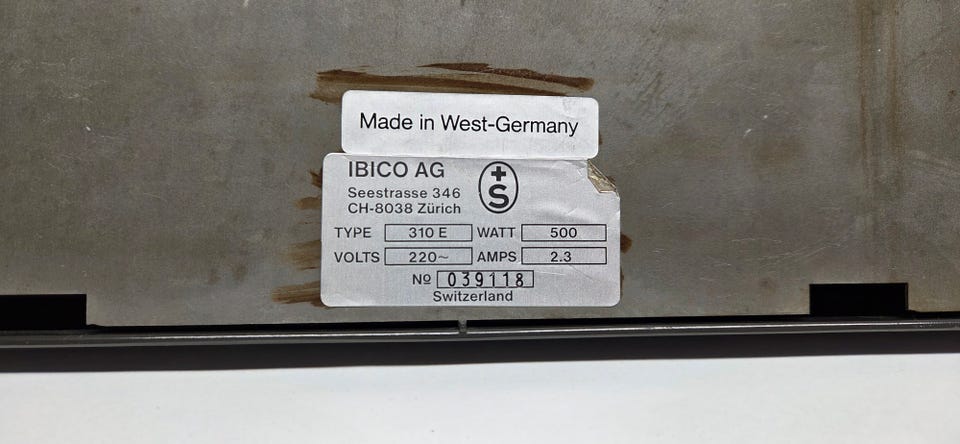 Made in West-Germany
IBICO AG
Seestrasse 346
CH-8038 Zürich
+S
TYPE 310 E WATT 500
VOLTS 220~ AMPS 2.3
Nº 039118
Switzerland